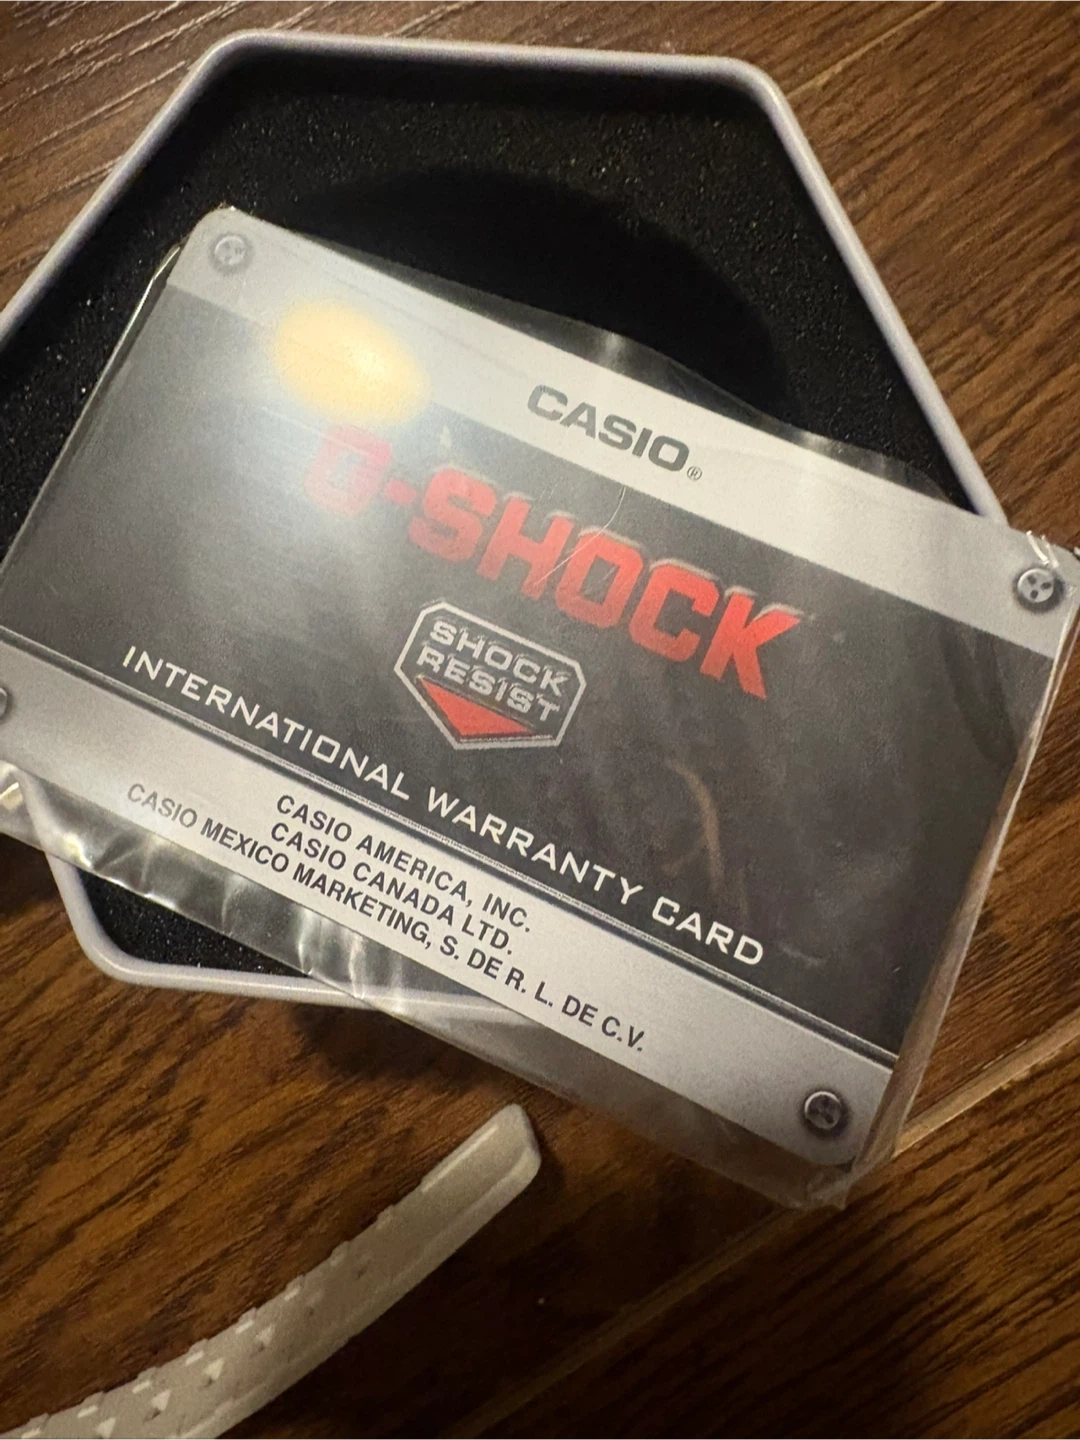 CASIO®
G-SHOCK
SHOCK
RESIST
INTERNATIONAL WARRANTY CARD
CASIO AMERICA, INC.
CASIO CANADA LTD.
CASIO MEXICO MARKETING, S. DE R. L. DE C.V.